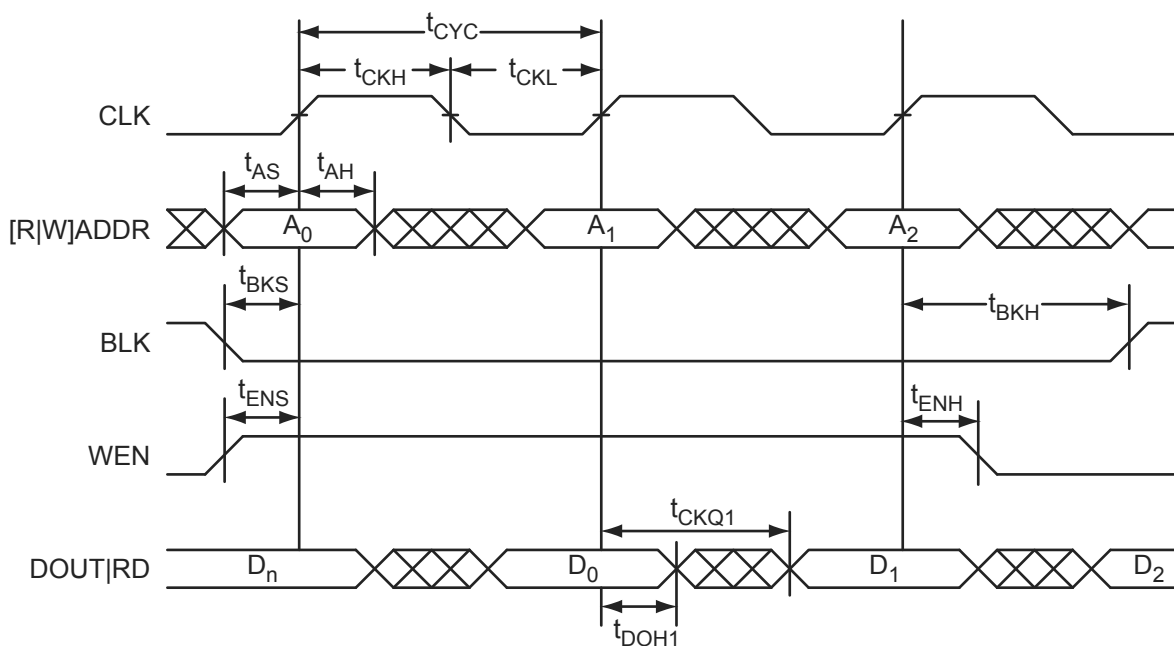 tCYC
tCKH tCKL
CLK
tAS tAH
[R|W]ADDR A0 A1 A2
tBKS tBKH
BLK
tENS tENH
WEN
tCKQ1
DOUT|RD Dn D0 D1 D2
tDOH1